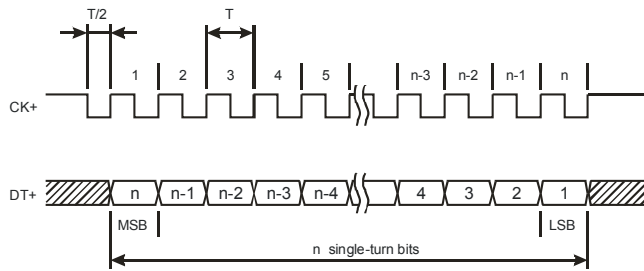 T/2 T
1 2 3 4 5 n-3 n-2 n-1 n
CK+
DT+ n n-1 n-2 n-3 n-4 4 3 2 1
MSB LSB
n single-turn bits